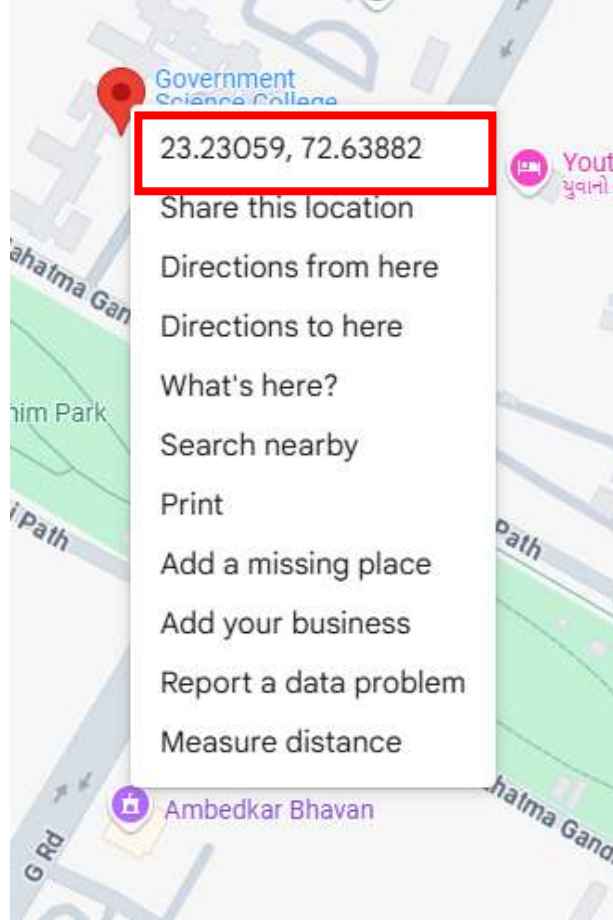 Government
Science College
23.23059, 72.63882
Yout
યુવાનો
Share this location
Directions from here
ahatma Gan
Directions to here
What's here?
him Park
Search nearby
Print
i Path
Path
Add a missing place
Add your business
Report a data problem
Measure distance
Ambedkar Bhavan
hatma Gand
G Rd